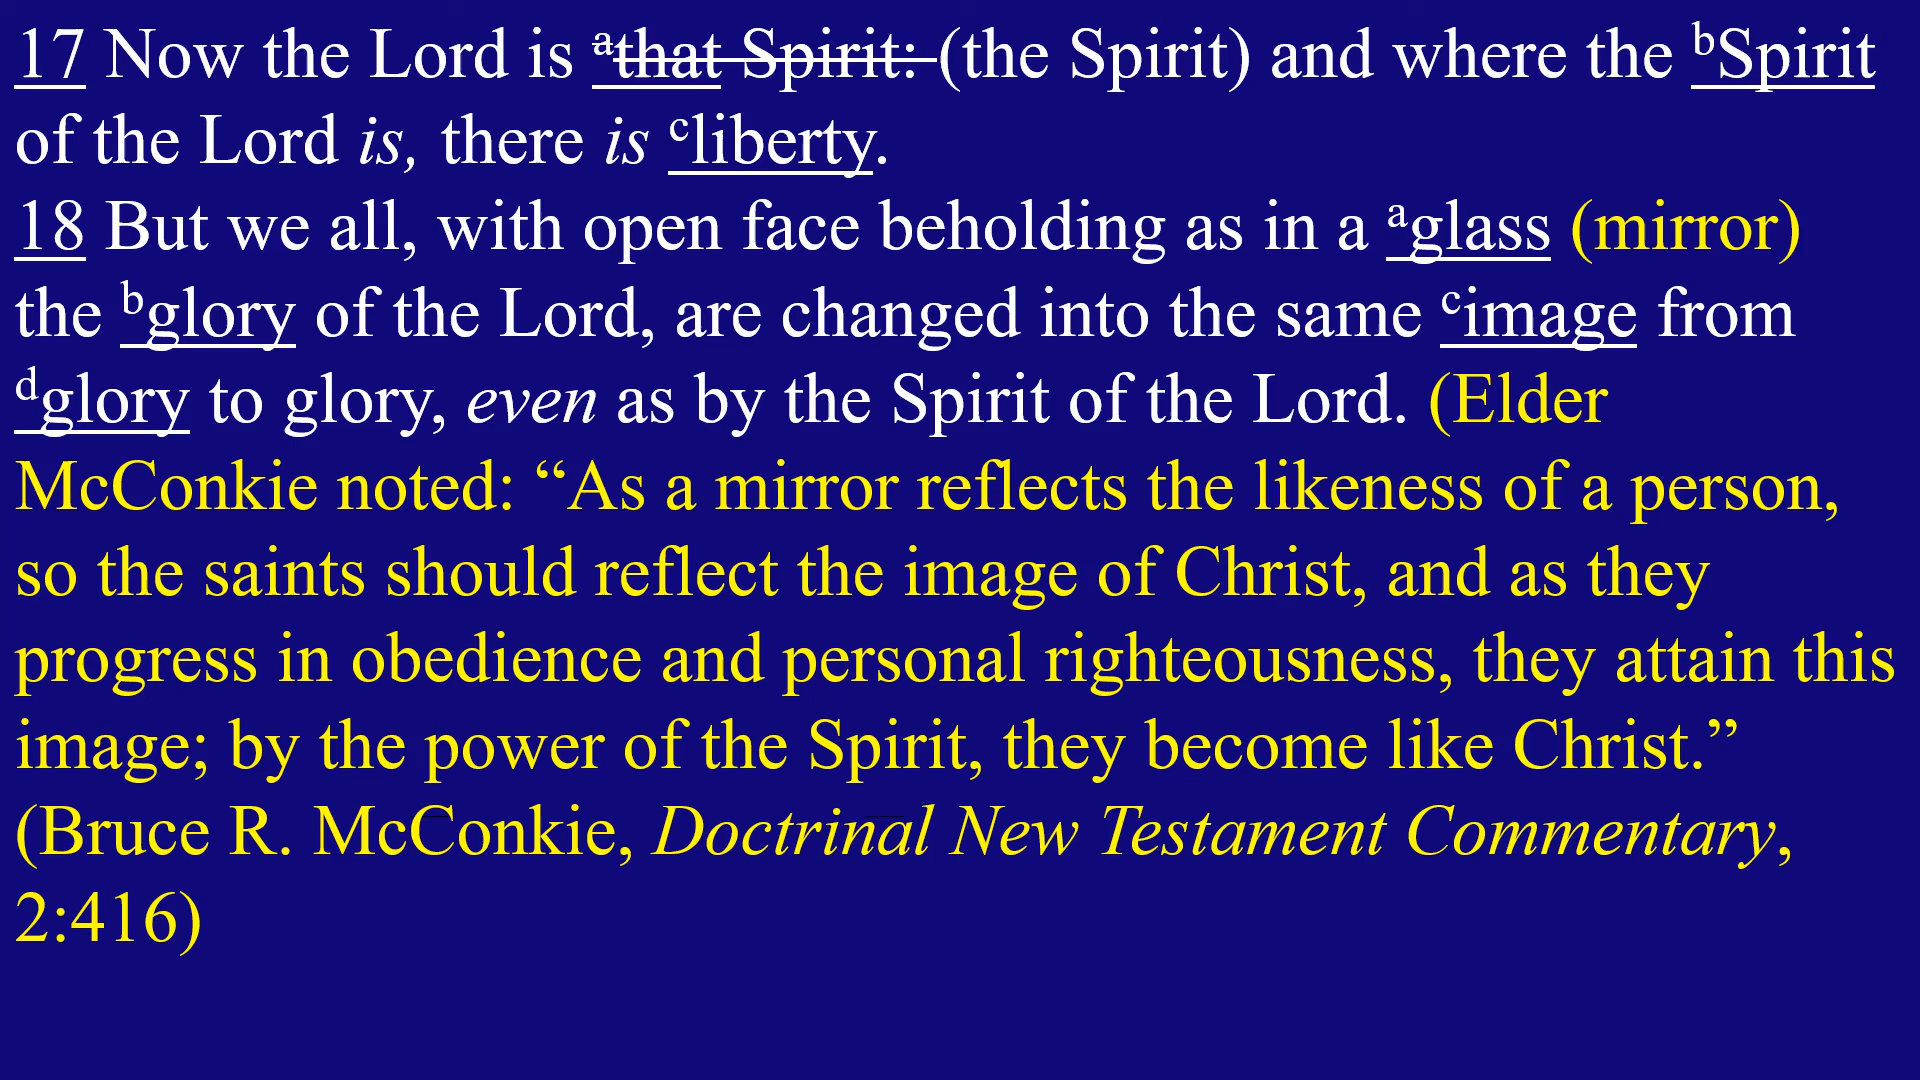 17 Now the Lord is athat Spirit: (the Spirit) and where the bSpirit
of the Lord is, there is cliberty.
18 But we all, with open face beholding as in a aglass (mirror)
the bglory of the Lord, are changed into the same cimage from
dglory to glory, even as by the Spirit of the Lord. (Elder
McConkie noted: “As a mirror reflects the likeness of a person,
so the saints should reflect the image of Christ, and as they
progress in obedience and personal righteousness, they attain this
image; by the power of the Spirit, they become like Christ.”
(Bruce R. McConkie, Doctrinal New Testament Commentary,
2:416)